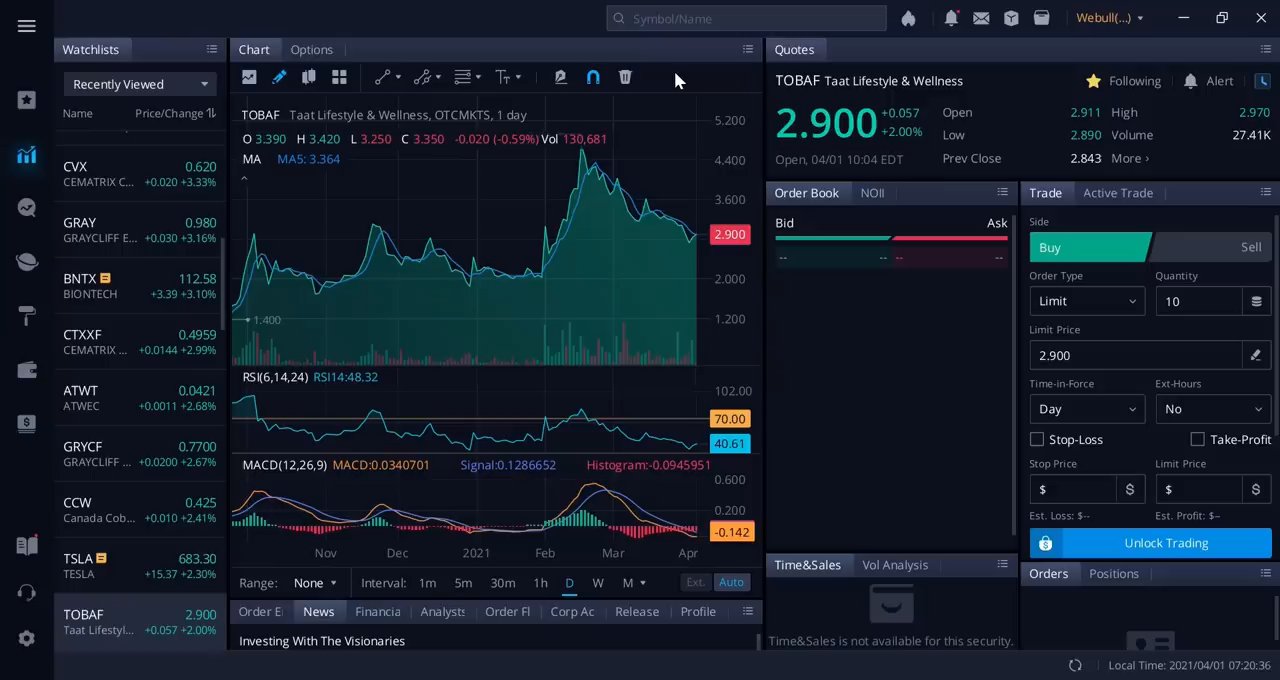 Symbol/Name
Webull(...)
Watchlists
Recently Viewed
Name Price/Change
CVX 0.620
CEMATRIX C... +0.020 +3.33%
GRAY 0.980
GRAYCLIFF E... +0.030 +3.16%
BNTX 112.58
BIONTECH +3.39 +3.10%
CTXXF 0.4959
CEMATRIX ... +0.0144 +2.99%
ATWT 0.0421
ATWEC +0.0011 +2.68%
GRYCF 0.7700
GRAYCLIFF ... +0.0200 +2.67%
CCW 0.425
Canada Cob... +0.010 +2.41%
TSLA 683.30
TESLA +15.37 +2.30%
TOBAF 2.900
Taat Lifestyl... +0.057 +2.00%
Chart Options
TOBAF Taat Lifestyle & Wellness, OTCMKTS, 1 day
O 3.390 H 3.420 L 3.250 C 3.350 -0.020 (-0.59%) Vol 130,681
MA MA5: 3.364
5.200
4.400
3.600
2.900
2.000
1.200
1.400
RSI(6,14,24) RSI14:48.32
102.00
70.00
40.61
MACD(12,26,9) MACD:0.0340701 Signal:0.1286652 Histogram:-0.0945951
0.600
0.200
-0.142
Nov Dec 2021 Feb Mar Apr
Range: None Interval: 1m 5m 30m 1h D W M Ext. Auto
Order E News Financia Analysts Order Fl Corp Ac Release Profile
Investing With The Visionaries
Quotes
TOBAF Taat Lifestyle & Wellness Following Alert
2.900 +0.057 +2.00%
Open 2.911 High 2.970
Low 2.890 Volume 27.41K
Open, 04/01 10:04 EDT Prev Close 2.843 More ›
Order Book NOII
Bid Ask
-- -- -- --
Time&Sales Vol Analysis
Time&Sales is not available for this security.
Trade Active Trade
Side
Buy Sell
Order Type Quantity
Limit 10
Limit Price
2.900
Time-in-Force Ext-Hours
Day No
Stop-Loss Take-Profit
Stop Price Limit Price
$ $ $ $
Est. Loss: $-- Est. Profit: $--
Unlock Trading
Orders Positions
Local Time: 2021/04/01 07:20:36